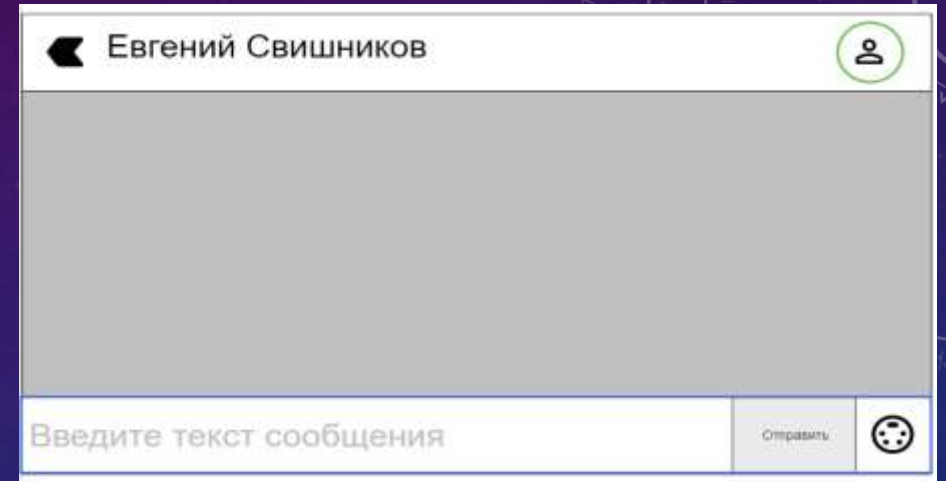 Евгений Свишников
Введите текст сообщения
Отправить